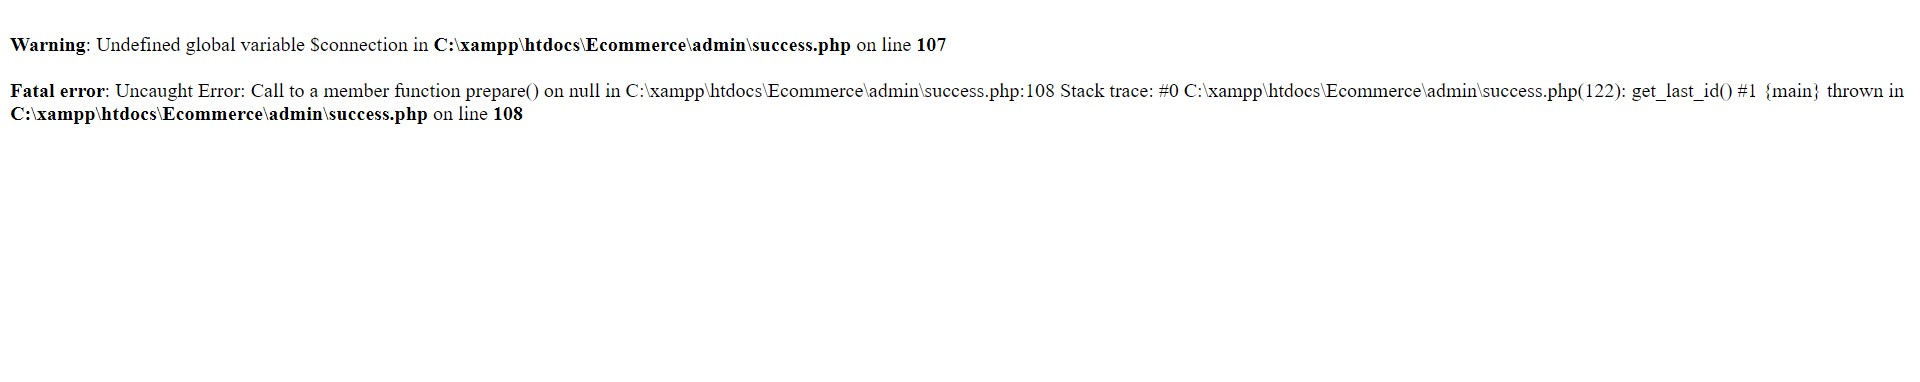 Warning: Undefined global variable $connection in C:\xampp\htdocs\Ecommerce\admin\success.php on line 107
Fatal error: Uncaught Error: Call to a member function prepare() on null in C:\xampp\htdocs\Ecommerce\admin\success.php:108 Stack trace: #0 C:\xampp\htdocs\Ecommerce\admin\success.php(122): get_last_id() #1 {main} thrown in
C:\xampp\htdocs\Ecommerce\admin\success.php on line 108